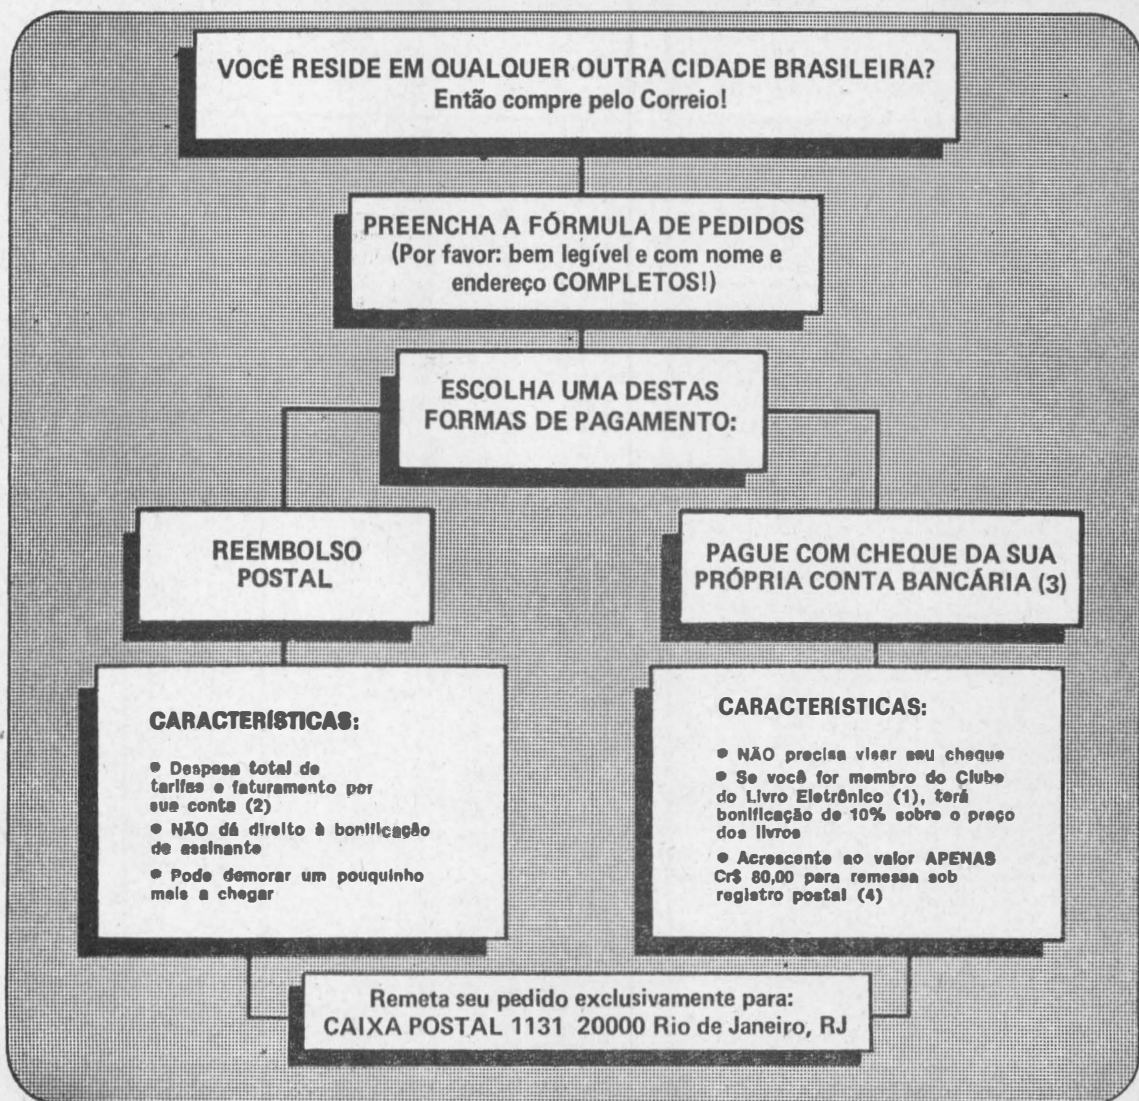 VOCÊ RESIDE EM QUALQUER OUTRA CIDADE BRASILEIRA?
Então compre pelo Correio!
PREENCHA A FÓRMULA DE PEDIDOS
(Por favor: bem legível e com nome e
endereço COMPLETOS!)
ESCOLHA UMA DESTAS
FORMAS DE PAGAMENTO:
REEMBOLSO
POSTAL
CARACTERÍSTICAS:
• Despesa total de
tarifas e faturamento por
sua conta (2)
• NÃO dá direito à bonificação
de assinante
• Pode demorar um pouquinho
mais a chegar
PAGUE COM CHEQUE DA SUA
PRÓPRIA CONTA BANCÁRIA (3)
CARACTERÍSTICAS:
• NÃO precisa visar seu cheque
• Se você for membro do Clube
do Livro Eletrônico (1), terá
bonificação de 10% sobre o preço
dos livros
• Acrescente ao valor APENAS
Cr$ 80,00 para remessa sob
registro postal (4)
Remeta seu pedido exclusivamente para:
CAIXA POSTAL 1131 20000 Rio de Janeiro, RJ